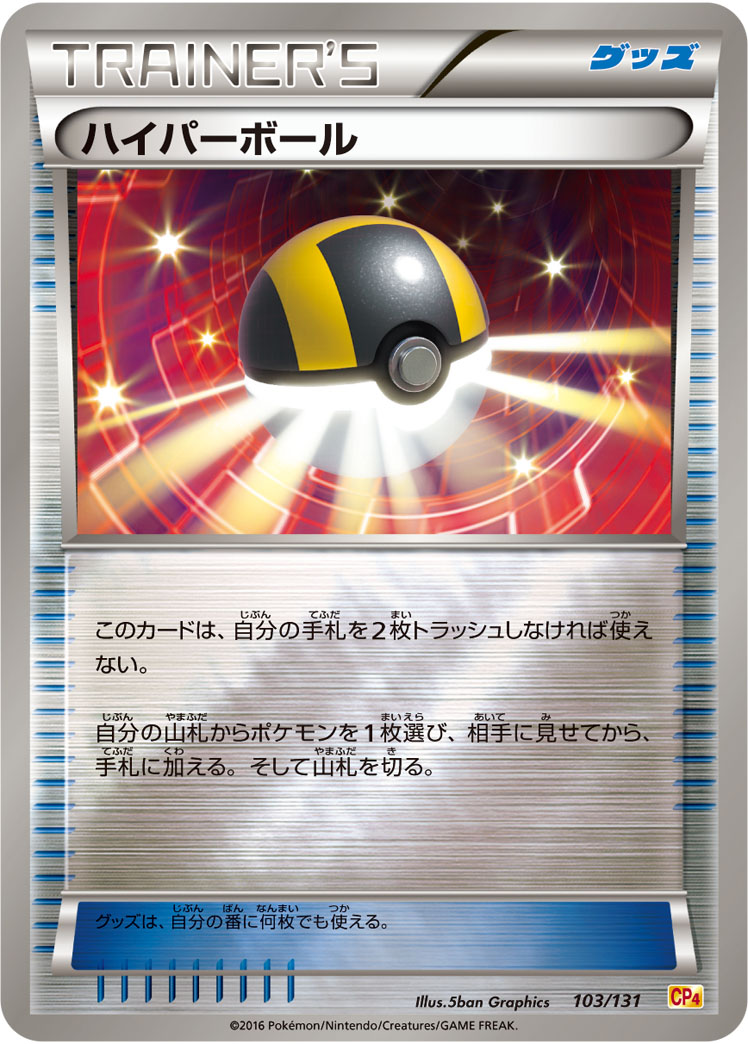 TRAINER'S
グッズ
ハイパーボール
このカードは、自分の手札を2枚トラッシュしなければ使え
ない。
自分の山札からポケモンを1枚選び、相手に見せてから、
手札に加える。そして山札を切る。
グッズは、自分の番に何枚でも使える。
Illus.5ban Graphics 103/131 CP4
©2016 Pokémon/Nintendo/Creatures/GAME FREAK.